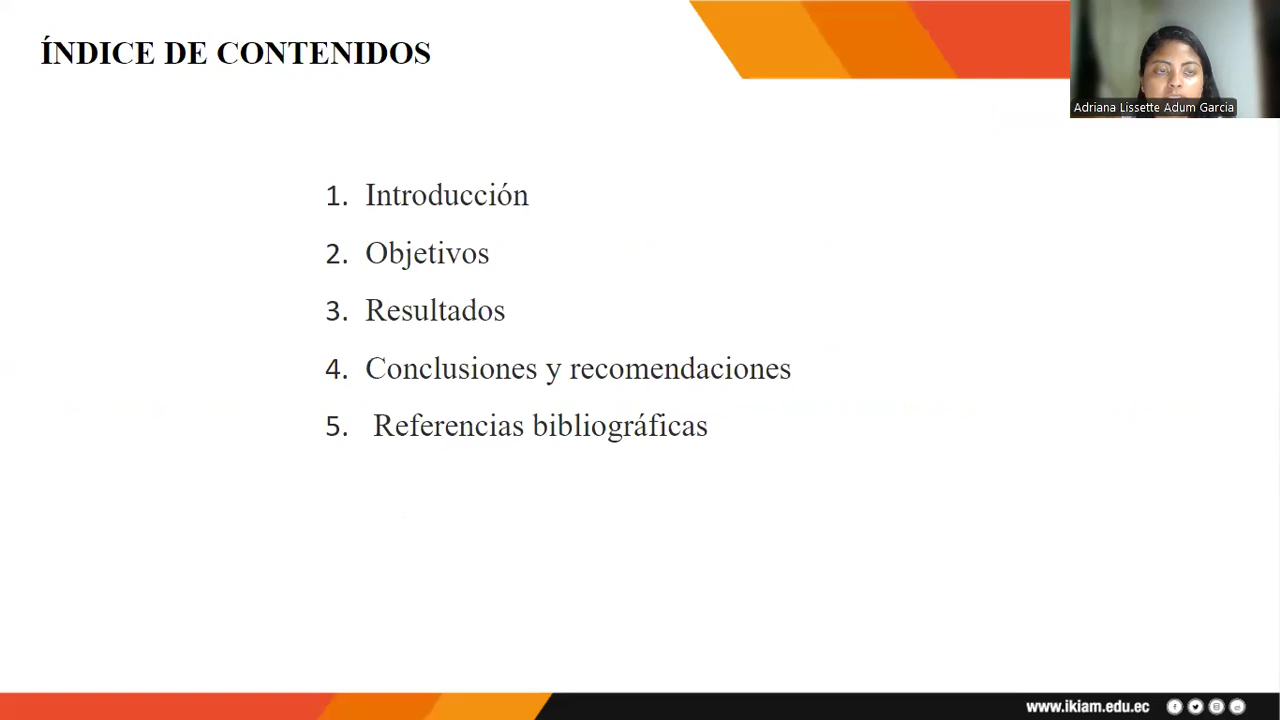 ÍNDICE DE CONTENIDOS
Adriana Lissette Adum Garcia
1. Introducción
2. Objetivos
3. Resultados
4. Conclusiones y recomendaciones
5. Referencias bibliográficas
www.ikiam.edu.ec